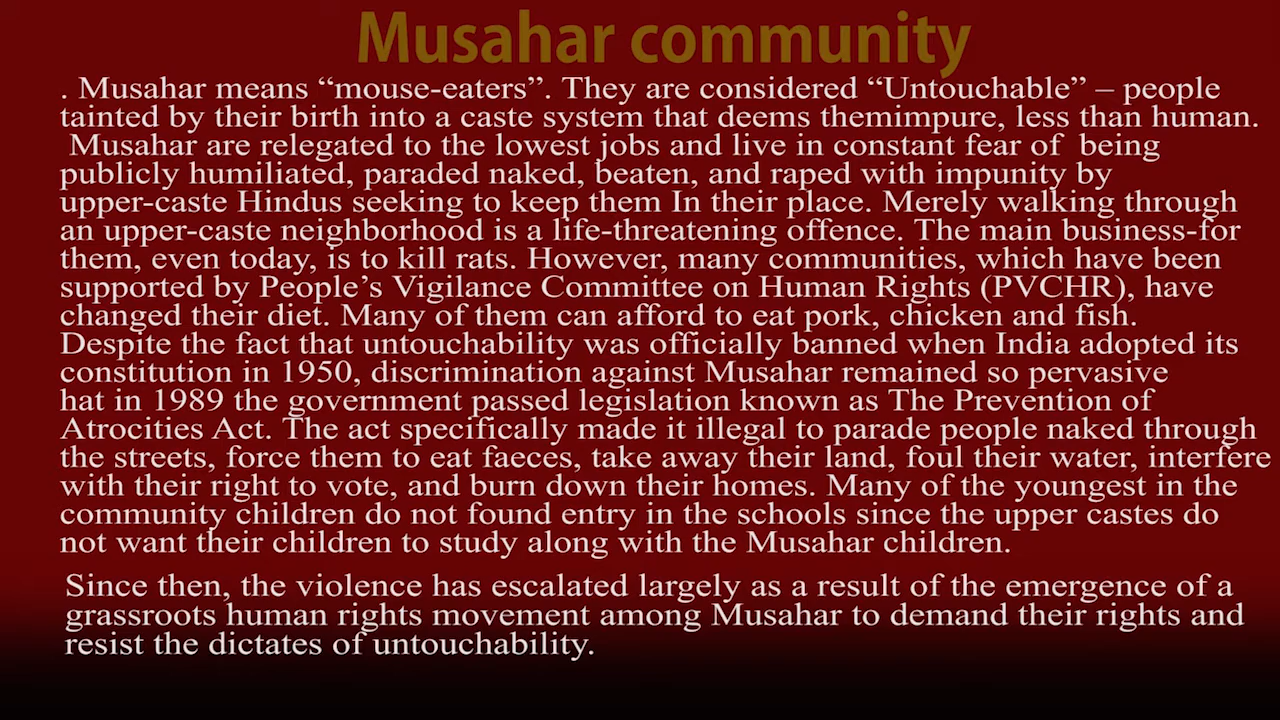 Musahar community
. Musahar means “mouse-eaters”. They are considered “Untouchable” – people
tainted by their birth into a caste system that deems themimpure, less than human.
Musahar are relegated to the lowest jobs and live in constant fear of being
publicly humiliated, paraded naked, beaten, and raped with impunity by
upper-caste Hindus seeking to keep them In their place. Merely walking through
an upper-caste neighborhood is a life-threatening offence. The main business-for
them, even today, is to kill rats. However, many communities, which have been
supported by People’s Vigilance Committee on Human Rights (PVCHR), have
changed their diet. Many of them can afford to eat pork, chicken and fish.
Despite the fact that untouchability was officially banned when India adopted its
constitution in 1950, discrimination against Musahar remained so pervasive
hat in 1989 the government passed legislation known as The Prevention of
Atrocities Act. The act specifically made it illegal to parade people naked through
the streets, force them to eat faeces, take away their land, foul their water, interfere
with their right to vote, and burn down their homes. Many of the youngest in the
community children do not found entry in the schools since the upper castes do
not want their children to study along with the Musahar children.
Since then, the violence has escalated largely as a result of the emergence of a
grassroots human rights movement among Musahar to demand their rights and
resist the dictates of untouchability.